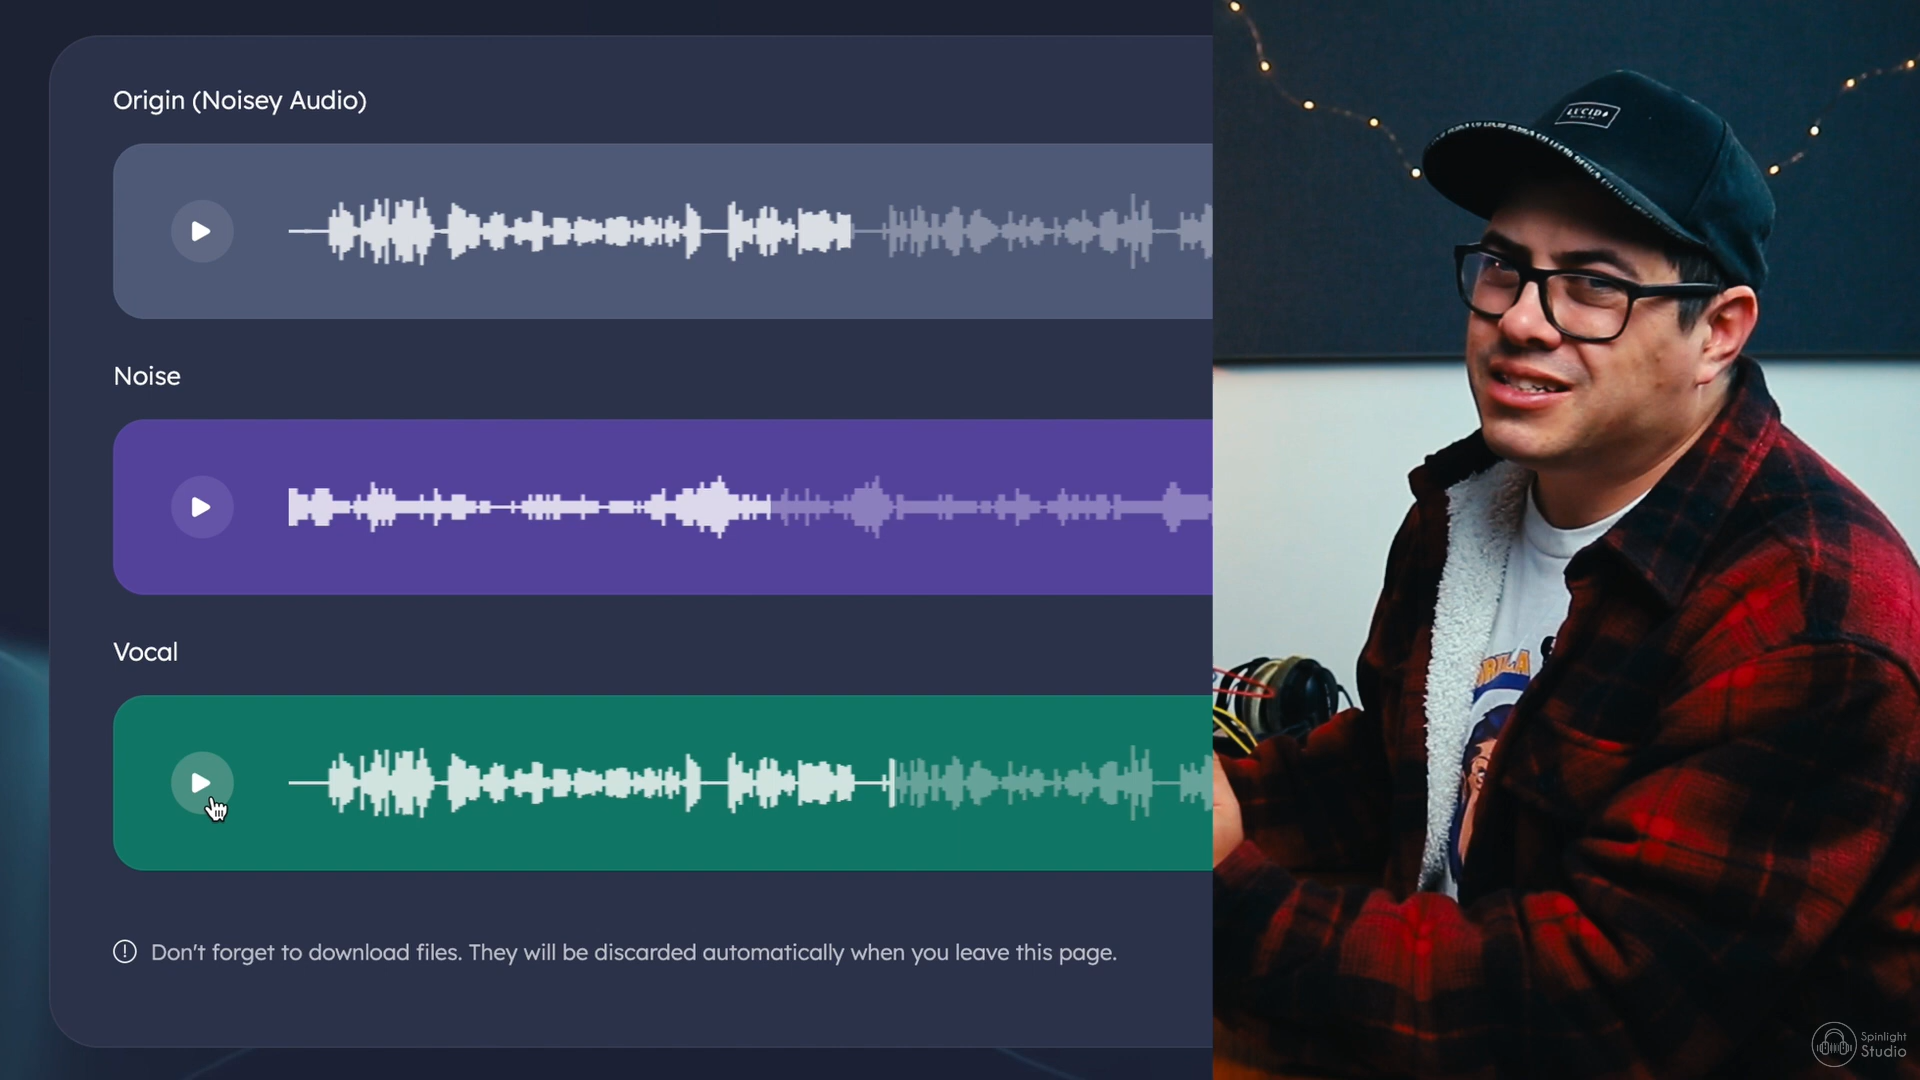 Origin (Noisey Audio)
Noise
Vocal
Don't forget to download files. They will be discarded automatically when you leave this page.
LUCID
Spinlight
Studio